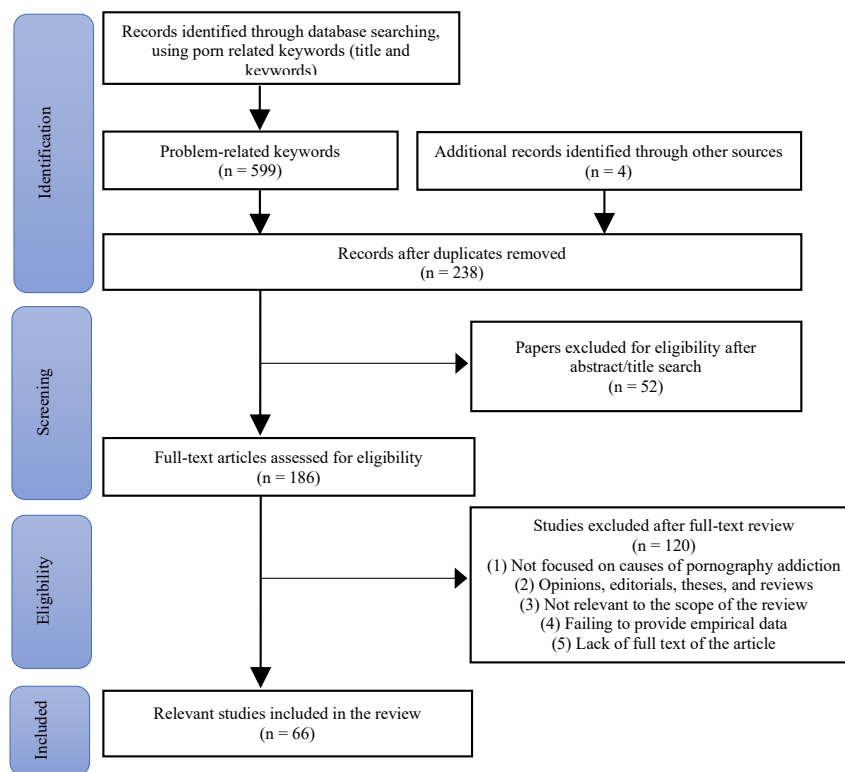 Records identified through database searching,
using porn related keywords (title and
keywords)
Identification
Problem-related keywords
(n = 599)
Additional records identified through other sources
(n = 4)
Records after duplicates removed
(n = 238)
Screening
Papers excluded for eligibility after
abstract/title search
(n = 52)
Full-text articles assessed for eligibility
(n = 186)
Eligibility
Studies excluded after full-text review
(n = 120)
(1) Not focused on causes of pornography addiction
(2) Opinions, editorials, theses, and reviews
(3) Not relevant to the scope of the review
(4) Failing to provide empirical data
(5) Lack of full text of the article
Included
Relevant studies included in the review
(n = 66)